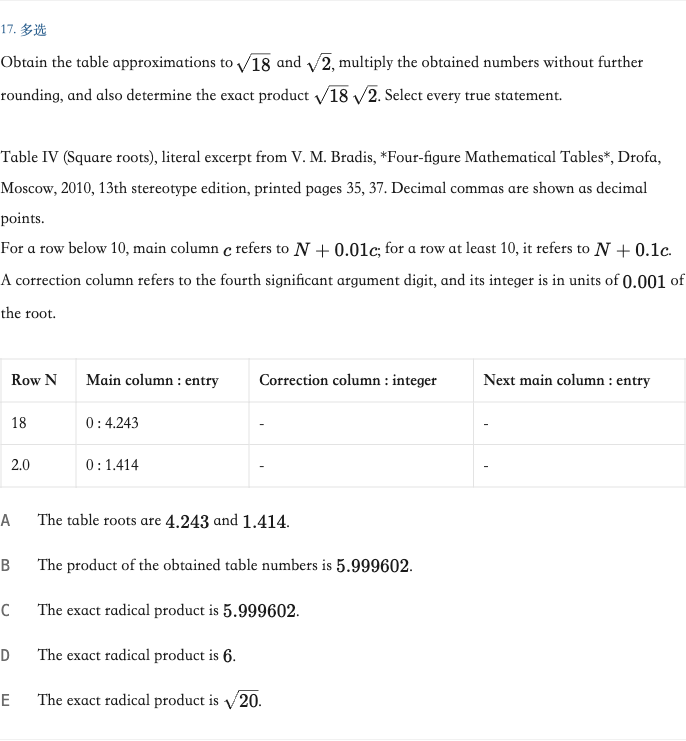 17. 多选
Obtain the table approximations to √18 and √2, multiply the obtained numbers without further
rounding, and also determine the exact product √18 √2. Select every true statement.
Table IV (Square roots), literal excerpt from V. M. Bradis, *Four-figure Mathematical Tables*, Drofa,
Moscow, 2010, 13th stereotype edition, printed pages 35, 37. Decimal commas are shown as decimal
points.
For a row below 10, main column c refers to N + 0.01c; for a row at least 10, it refers to N + 0.1c.
A correction column refers to the fourth significant argument digit, and its integer is in units of 0.001 of
the root.
Row N Main column : entry Correction column : integer Next main column : entry
18 0 : 4.243 - -
2.0 0 : 1.414 - -
A The table roots are 4.243 and 1.414.
B The product of the obtained table numbers is 5.999602.
C The exact radical product is 5.999602.
D The exact radical product is 6.
E The exact radical product is √20.